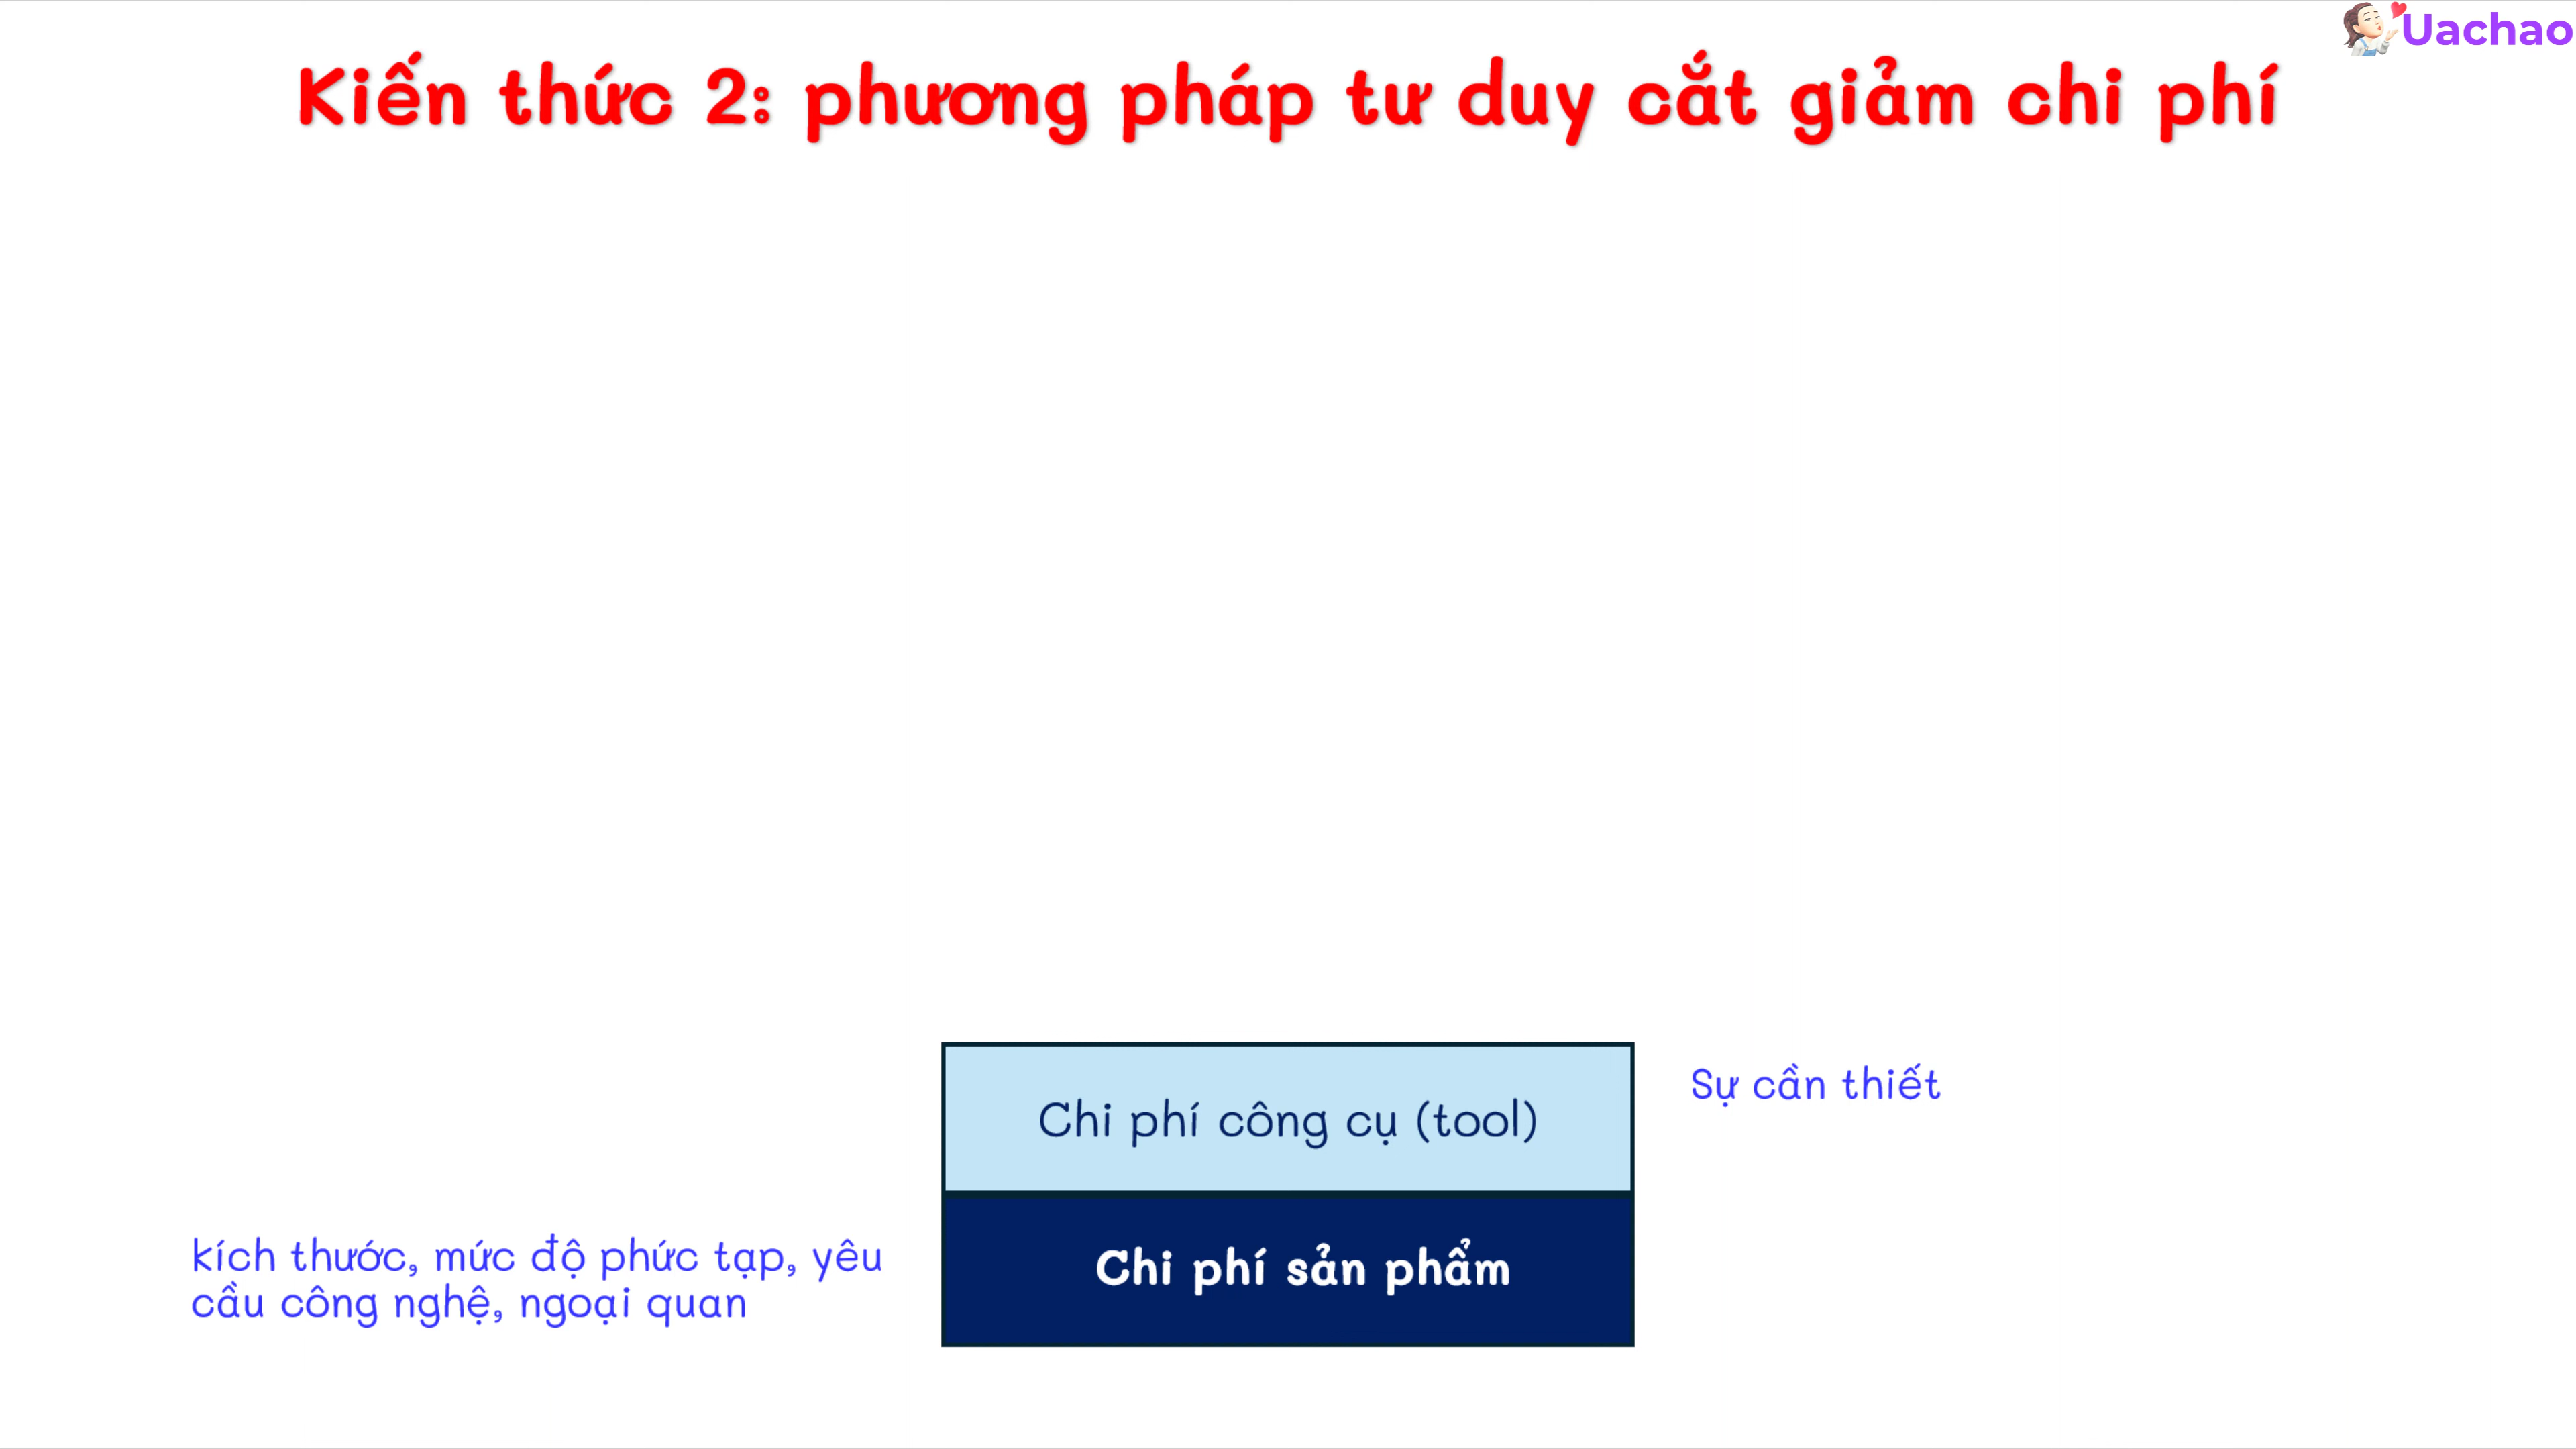 Uachao
Kiến thức 2: phương pháp tư duy cắt giảm chi phí
Chi phí công cụ (tool)
Sự cần thiết
kích thước, mức độ phức tạp, yêu
cầu công nghệ, ngoại quan
Chi phí sản phẩm